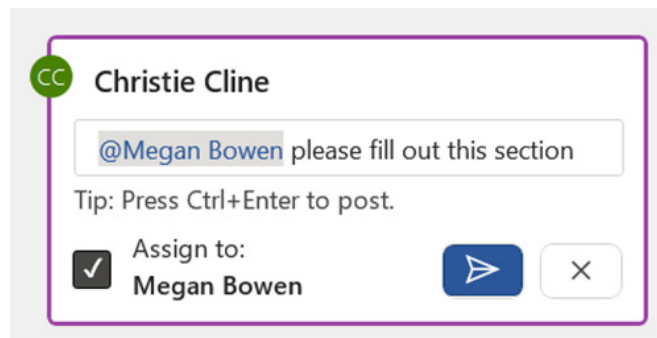 CC
Christie Cline
@Megan Bowen please fill out this section
Tip: Press Ctrl+Enter to post.
Assign to:
Megan Bowen